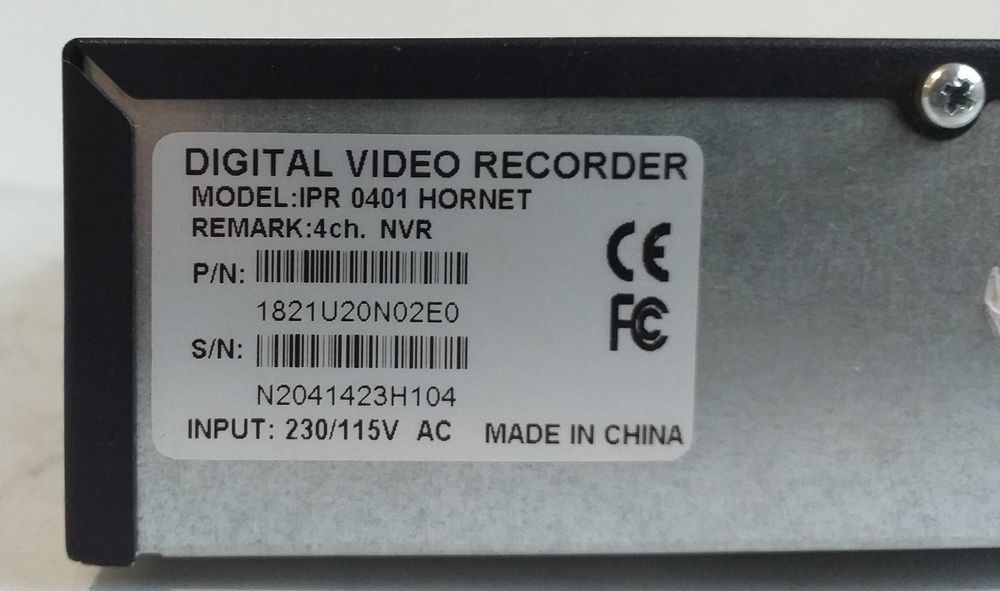 DIGITAL VIDEO RECORDER
MODEL:IPR 0401 HORNET
REMARK:4ch. NVR
CE
P/N:
1821U20N02E0
FC
S/N:
N2041423H104
INPUT: 230/115V AC MADE IN CHINA